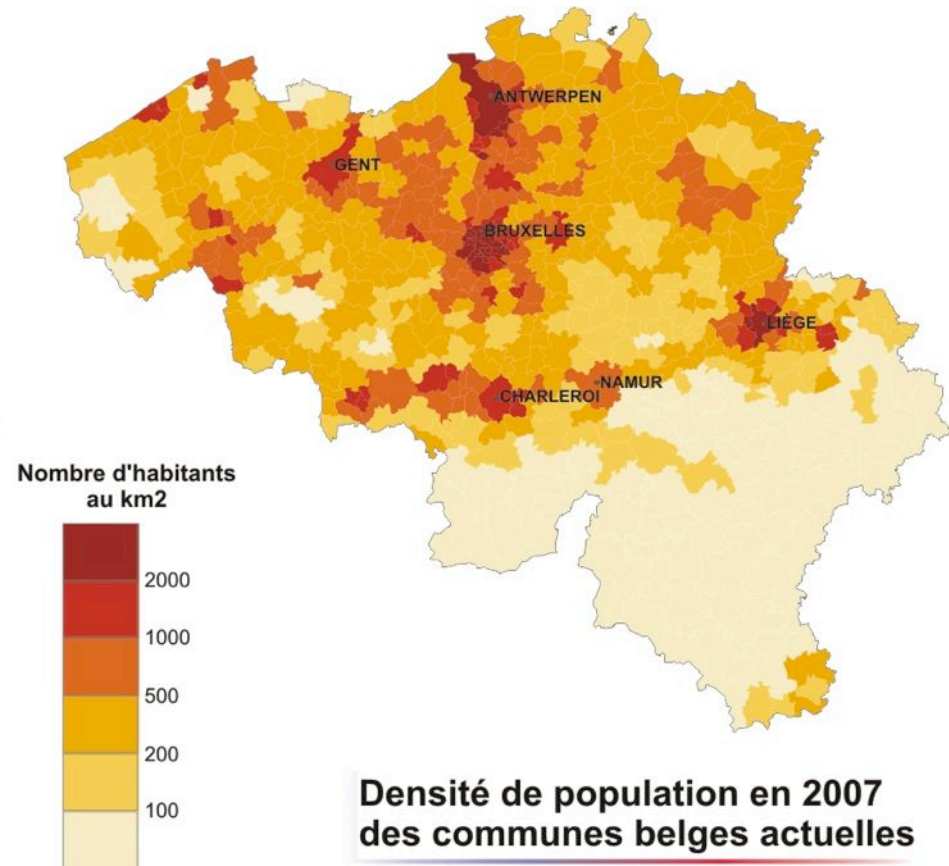 ANTWERPEN
GENT
BRUXELLES
LIÈGE
NAMUR
CHARLEROI
Nombre d'habitants
au km2
2000
1000
500
200
100
Densité de population en 2007
des communes belges actuelles